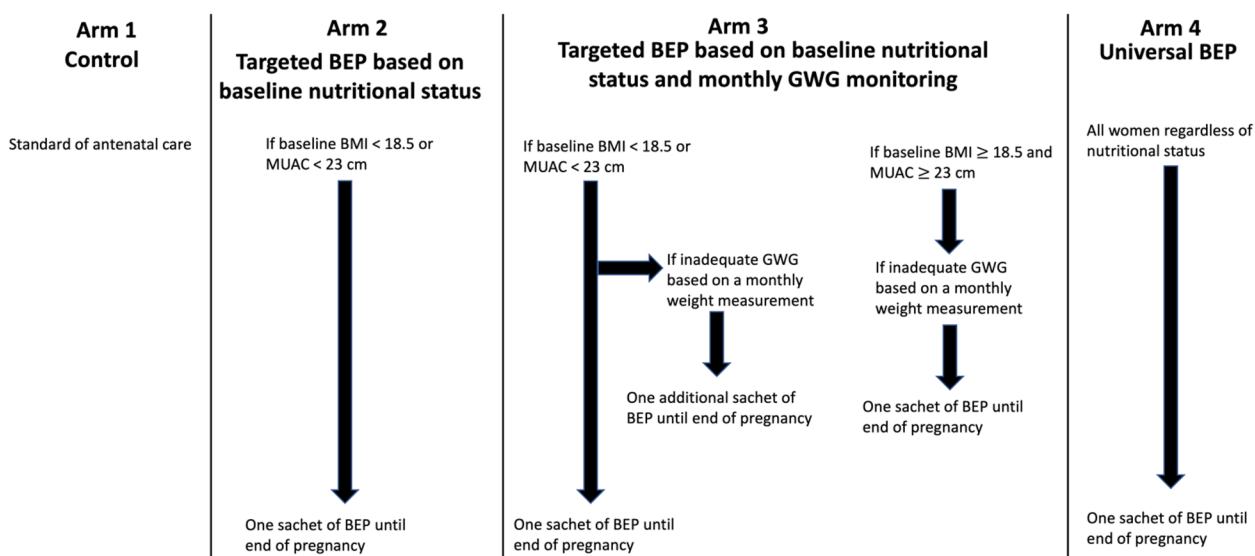 Arm 1
Control
Standard of antenatal care
Arm 2
Targeted BEP based on
baseline nutritional status
If baseline BMI < 18.5 or
MUAC < 23 cm
One sachet of BEP until
end of pregnancy
Arm 3
Targeted BEP based on baseline nutritional
status and monthly GWG monitoring
If baseline BMI < 18.5 or
MUAC < 23 cm
If inadequate GWG
based on a monthly
weight measurement
One additional sachet of
BEP until end of pregnancy
One sachet of BEP until
end of pregnancy
If baseline BMI ≥ 18.5 and
MUAC ≥ 23 cm
If inadequate GWG
based on a monthly
weight measurement
One sachet of BEP until
end of pregnancy
Arm 4
Universal BEP
All women regardless of
nutritional status
One sachet of BEP until
end of pregnancy